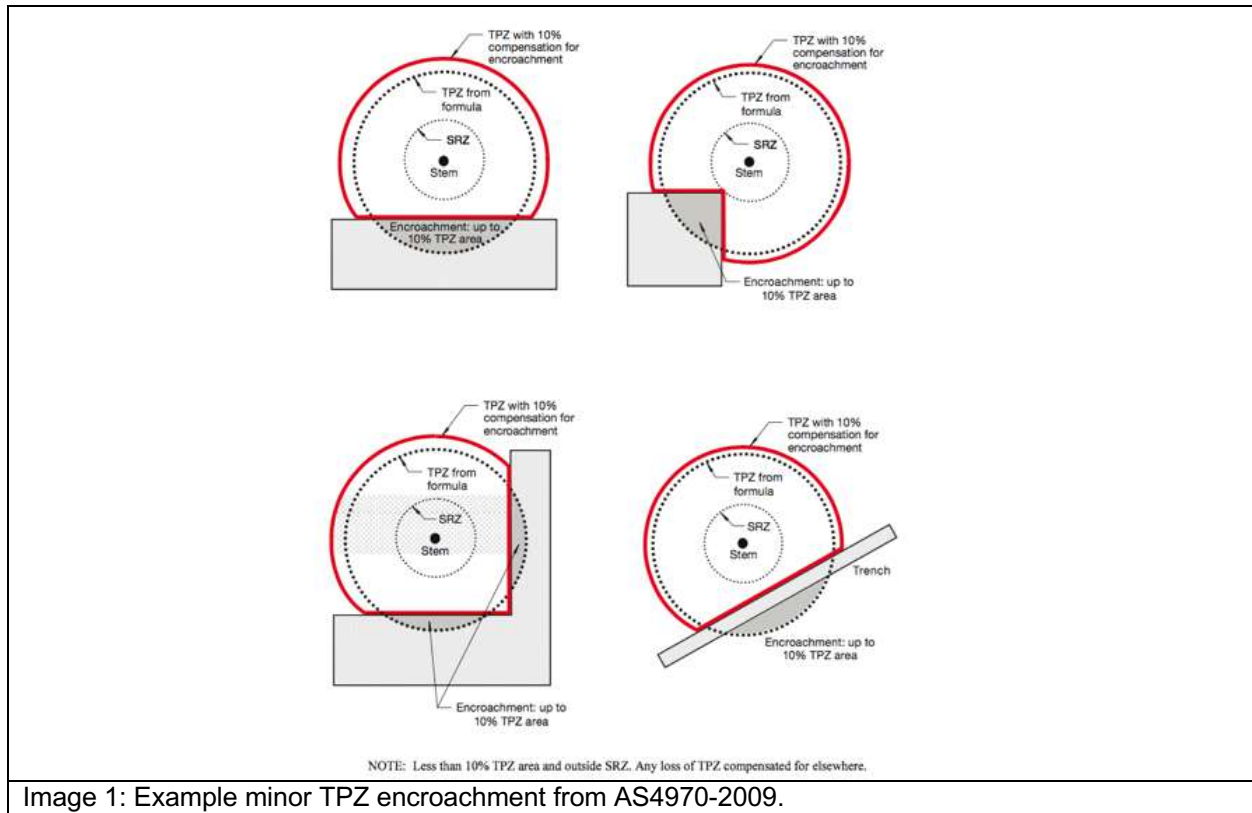 TPZ with 10%
compensation for
encroachment
TPZ from
formula
SRZ
Stem
Encroachment: up to
10% TPZ area
TPZ with 10%
compensation for
encroachment
TPZ from
formula
SRZ
Stem
Encroachment: up to
10% TPZ area
TPZ with 10%
compensation for
encroachment
TPZ from
formula
SRZ
Stem
Encroachment: up to
10% TPZ area
TPZ with 10%
compensation for
encroachment
TPZ from
formula
SRZ
Stem
Trench
Encroachment: up to
10% TPZ area
NOTE: Less than 10% TPZ area and outside SRZ. Any loss of TPZ compensated for elsewhere.
Image 1: Example minor TPZ encroachment from AS4970-2009.